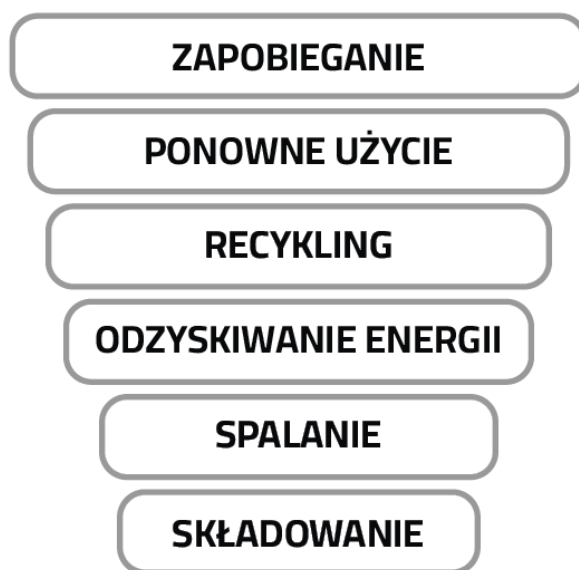 ZAPOBIEGANIE
PONOWNE UŻYCIE
RECYKLING
ODZYSKIWANIE ENERGII
SPALANIE
SKŁADOWANIE